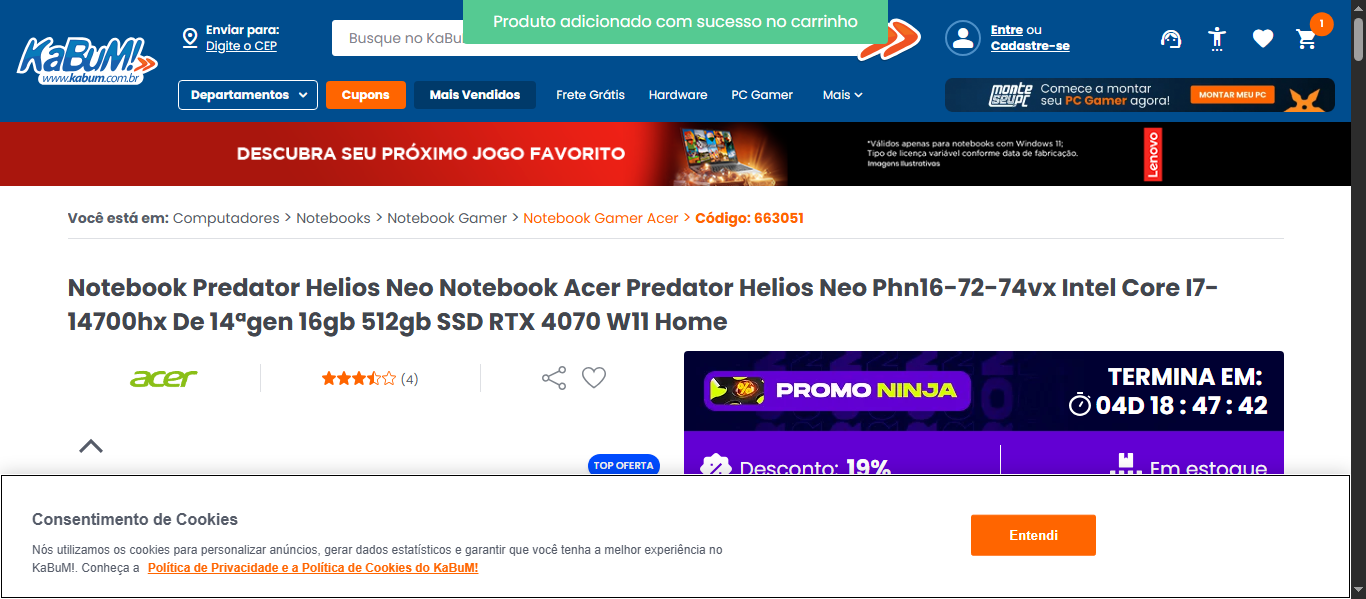 Produto adicionado com sucesso no carrinho
KaBuM!
www.kabum.com.br
Enviar para:
Digite o CEP
Busque no KaBu
Entre ou
Cadastre-se
1
Departamentos
Cupons
Mais Vendidos
Frete Grátis
Hardware
PC Gamer
Mais
monte seu PC
Comece a montar
seu PC Gamer agora!
MONTAR MEU PC
DESCUBRA SEU PRÓXIMO JOGO FAVORITO
*Válidos apenas para notebooks com Windows 11;
Tipo de licença variável conforme data de fabricação.
Imagens ilustrativas
Lenovo
Você está em: Computadores > Notebooks > Notebook Gamer > Notebook Gamer Acer > Código: 663051
Notebook Predator Helios Neo Notebook Acer Predator Helios Neo Phn16-72-74vx Intel Core I7-
14700hx De 14ªgen 16gb 512gb SSD RTX 4070 W11 Home
acer
(4)
PROMO NINJA
TERMINA EM:
04D 18 : 47 : 42
TOP OFERTA
Desconto: 19%
Em estoque
Consentimento de Cookies
Nós utilizamos os cookies para personalizar anúncios, gerar dados estatísticos e garantir que você tenha a melhor experiência no
KaBuM!. Conheça a Política de Privacidade e a Política de Cookies do KaBuM!
Entendi